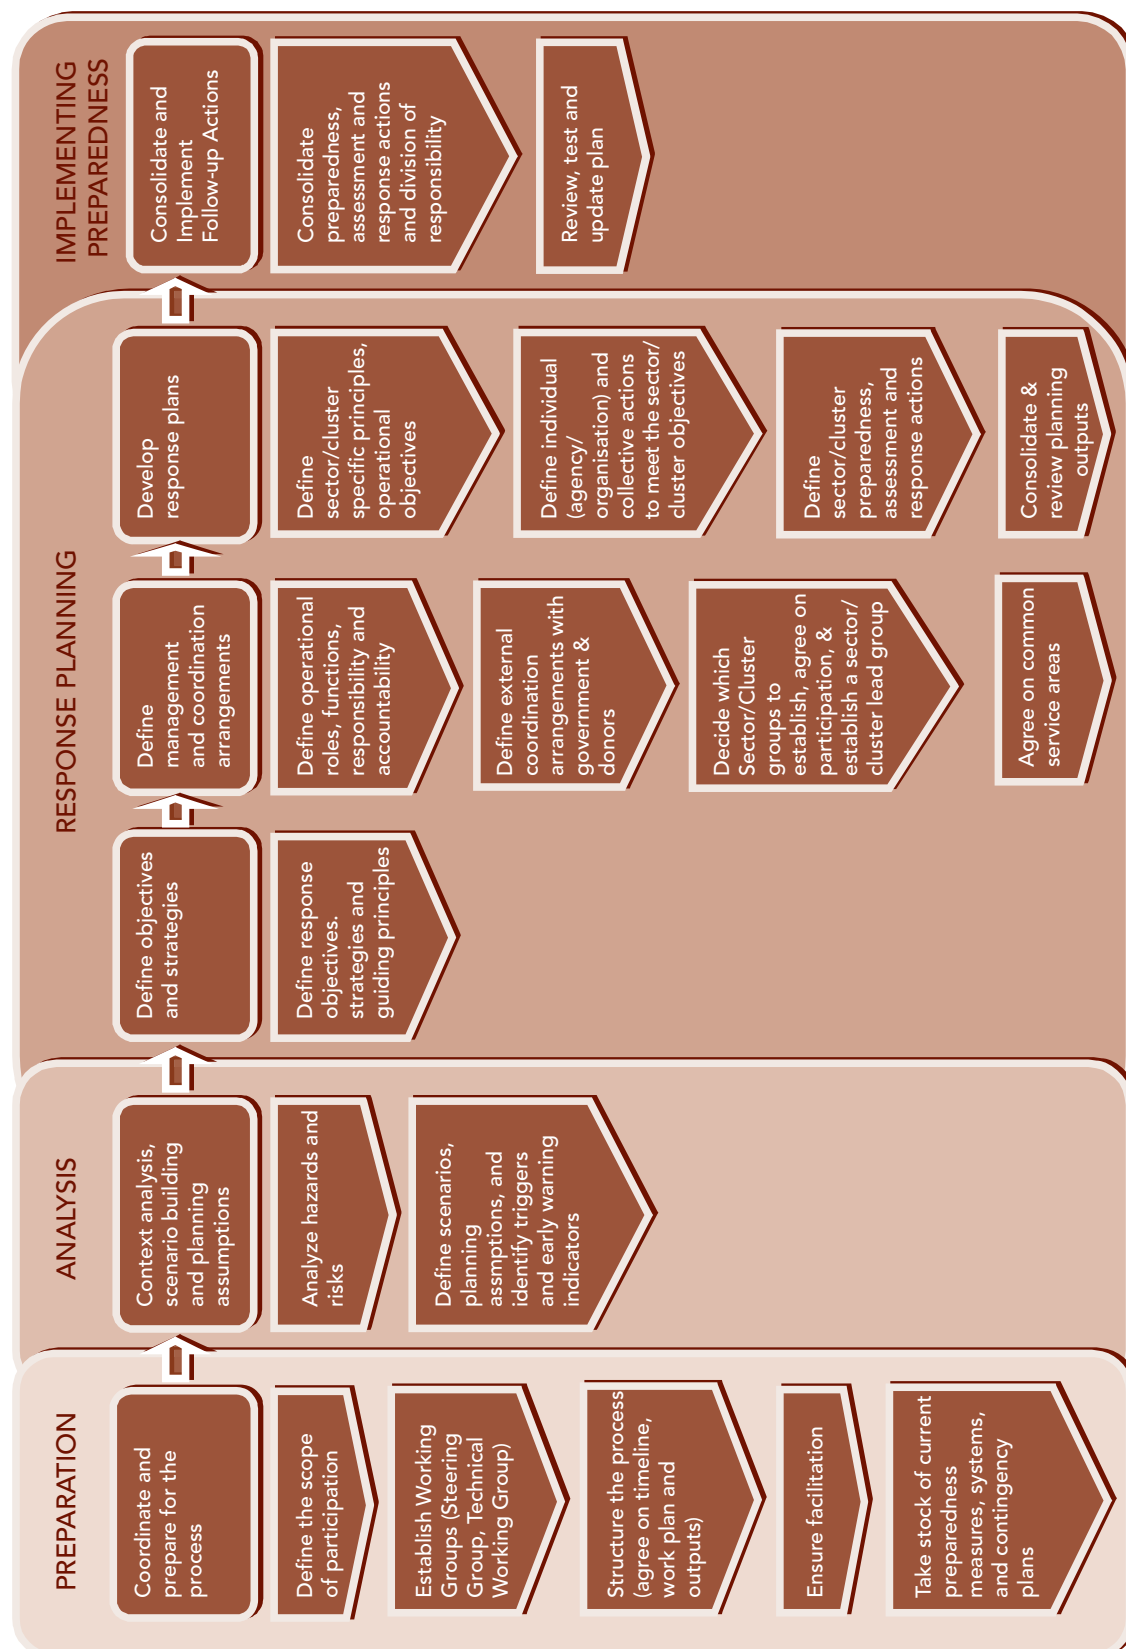 PREPARATION
Coordinate and
prepare for the
process
Define the scope
of participation
Establish Working
Groups (Steering
Group, Technical
Working Group)
Structure the process
(agree on timeline,
work plan and
outputs)
Ensure facilitation
Take stock of current
preparedness
measures, systems,
and contingency
plans
ANALYSIS
Context analysis,
scenario building
and planning
assumptions
Analyze hazards and
risks
Define scenarios,
planning
assmptions, and
identify triggers
and early warning
indicators
RESPONSE PLANNING
Define objectives
and strategies
Define response
objectives.
strategies and
guiding principles
Define
management
and coordination
arrangements
Define operational
roles, functions,
responsibility and
accountability
Define external
coordination
arrangements with
government &
donors
Decide which
Sector/Cluster
groups to
establish, agree on
participation, &
establish a sector/
cluster lead group
Agree on common
service areas
Develop
response plans
Define
sector/cluster
specific principles,
operational
objectives
Define individual
(agency/
organisation) and
collective actions
to meet the sector/
cluster objectives
Define
sector/cluster
preparedness,
assessment and
response actions
Consolidate &
review planning
outputs
IMPLEMENTING
PREPAREDNESS
Consolidate and
Implement
Follow-up Actions
Consolidate
preparedness,
assessment and
response actions
and division of
responsibility
Review, test and
update plan